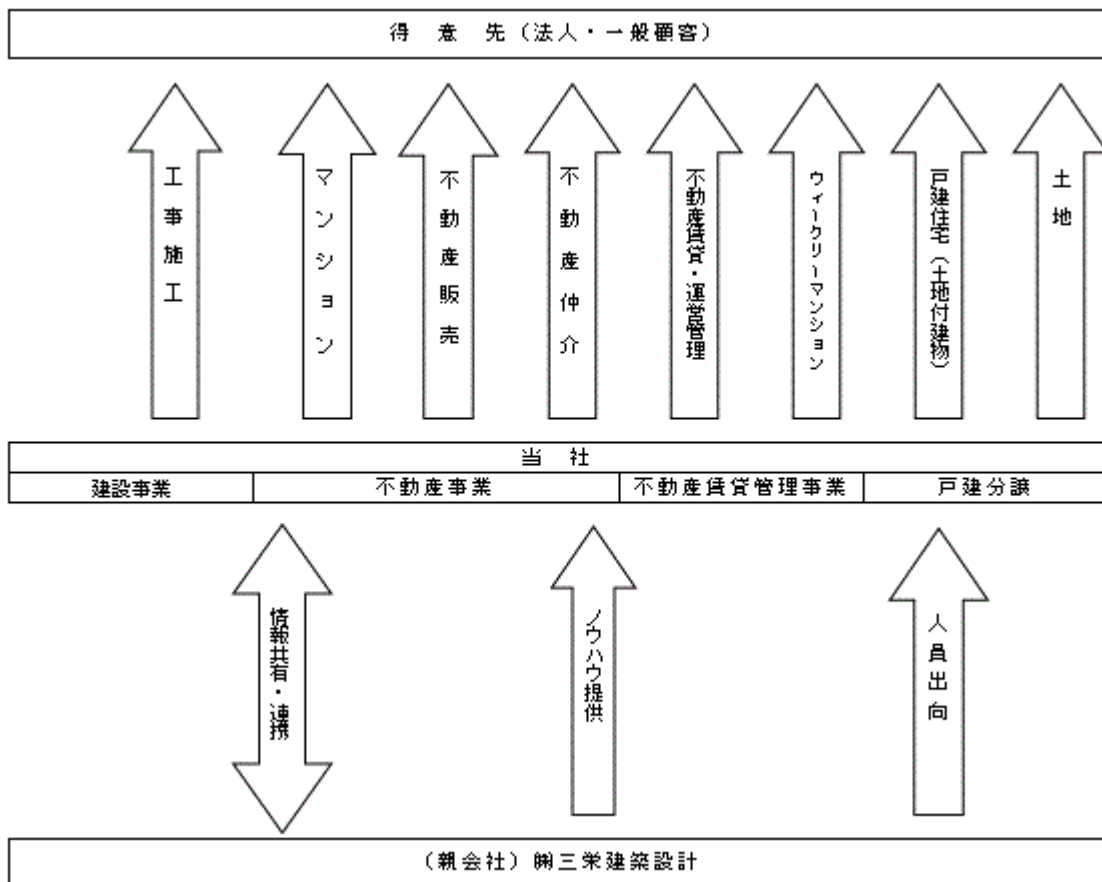 得意先（法人・一般顧客）
工事施工
マンション
不動産販売
不動産仲介
不動産賃貸・運営管理
ウィークリーマンション
戸建住宅（土地付建物）
土地
当社
建設事業
不動産事業
不動産賃貸管理事業
戸建分譲
情報共有・連携
ノウハウ提供
人員出向
（親会社）㈱三栄建築設計